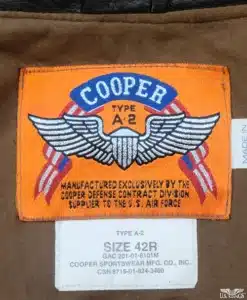 COOPER
TYPE
A-2
MANUFACTURED EXCLUSIVELY BY THE
COOPER DEFENSE CONTRACT DIVISION
SUPPLIER TO THE U.S. AIR FORCE
MADE IN
TYPE A-2
SIZE 42R
COOPER SPORTSWEAR MFG. CO., INC.